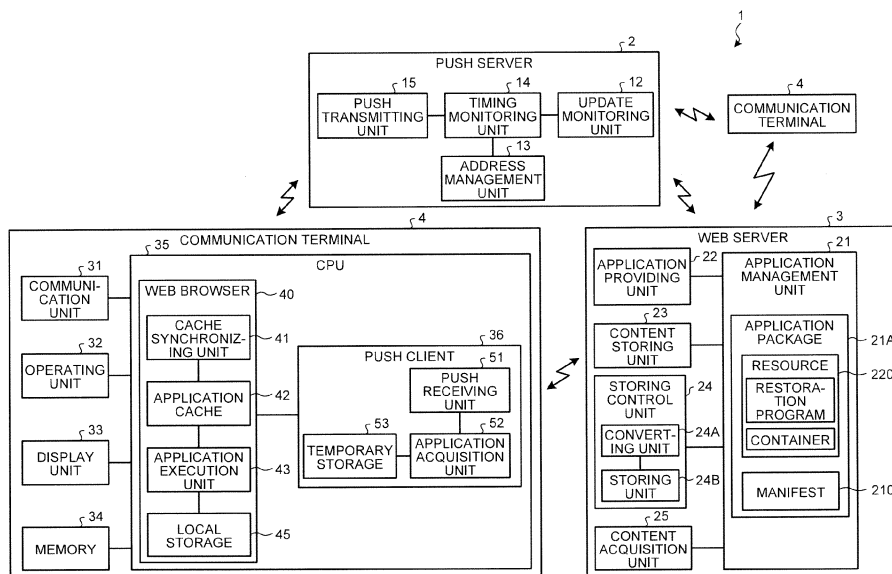 1
2
PUSH SERVER
15
PUSH
TRANSMITTING
UNIT
14
TIMING
MONITORING
UNIT
12
UPDATE
MONITORING
UNIT
13
ADDRESS
MANAGEMENT
UNIT
4
COMMUNICATION
TERMINAL
4
COMMUNICATION TERMINAL
31
COMMUNI-
CATION
UNIT
32
OPERATING
UNIT
33
DISPLAY
UNIT
34
MEMORY
35
CPU
WEB BROWSER
40
CACHE
SYNCHRONIZ-
ING UNIT
41
APPLICATION
CACHE
42
APPLICATION
EXECUTION
UNIT
43
LOCAL
STORAGE
45
36
PUSH CLIENT
51
PUSH
RECEIVING
UNIT
53
TEMPORARY
STORAGE
52
APPLICATION
ACQUISITION
UNIT
3
WEB SERVER
22
APPLICATION
PROVIDING
UNIT
23
CONTENT
STORING
UNIT
STORING
CONTROL
UNIT
24
CONVERT-
ING UNIT
24A
STORING
UNIT
24B
25
CONTENT
ACQUISITION
UNIT
21
APPLICATION
MANAGEMENT
UNIT
APPLICATION
PACKAGE
21A
RESOURCE
220
RESTORA-
TION
PROGRAM
CONTAINER
MANIFEST
210